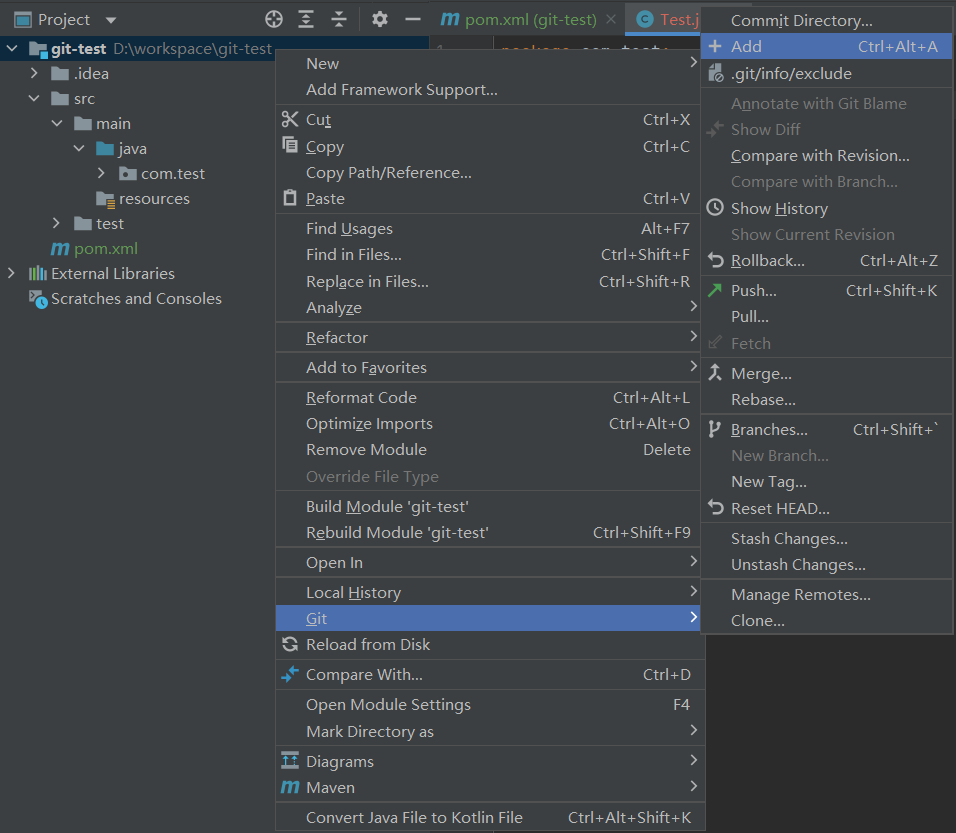 Project
pom.xml (git-test)
Test.j
git-test D:\workspace\git-test
.idea
src
main
java
com.test
resources
test
pom.xml
External Libraries
Scratches and Consoles
1
New
Add Framework Support...
Cut Ctrl+X
Copy Ctrl+C
Copy Path/Reference...
Paste Ctrl+V
Find Usages Alt+F7
Find in Files... Ctrl+Shift+F
Replace in Files... Ctrl+Shift+R
Analyze
Refactor
Add to Favorites
Reformat Code Ctrl+Alt+L
Optimize Imports Ctrl+Alt+O
Remove Module Delete
Override File Type
Build Module 'git-test'
Rebuild Module 'git-test' Ctrl+Shift+F9
Open In
Local History
Git
Reload from Disk
Compare With... Ctrl+D
Open Module Settings F4
Mark Directory as
Diagrams
Maven
Convert Java File to Kotlin File Ctrl+Alt+Shift+K
Commit Directory...
Add Ctrl+Alt+A
.git/info/exclude
Annotate with Git Blame
Show Diff
Compare with Revision...
Compare with Branch...
Show History
Show Current Revision
Rollback... Ctrl+Alt+Z
Push... Ctrl+Shift+K
Pull...
Fetch
Merge...
Rebase...
Branches... Ctrl+Shift+`
New Branch...
New Tag...
Reset HEAD...
Stash Changes...
Unstash Changes...
Manage Remotes...
Clone...